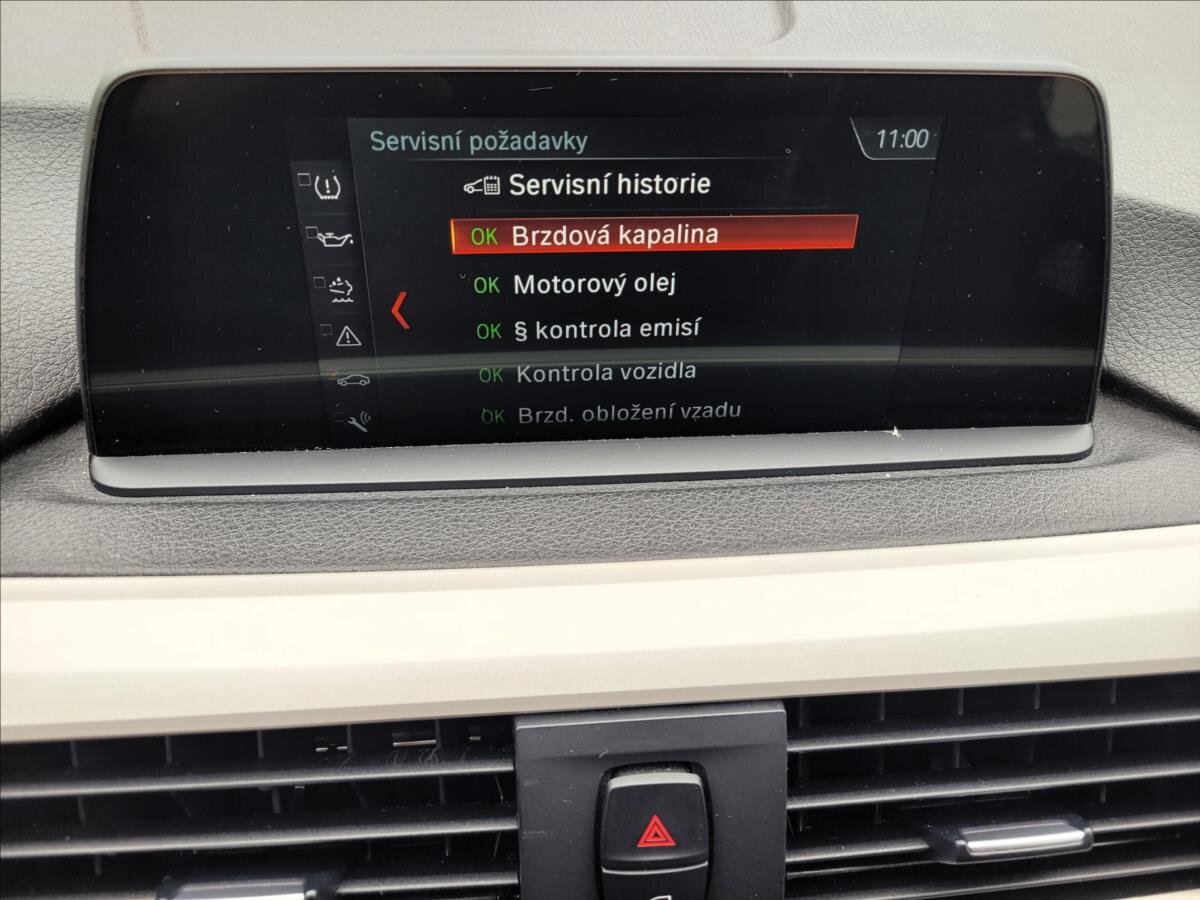 Servisní požadavky
11:00
Servisní historie
OK Brzdová kapalina
OK Motorový olej
OK § kontrola emisí
OK Kontrola vozidla
OK Brzd. obložení vzadu